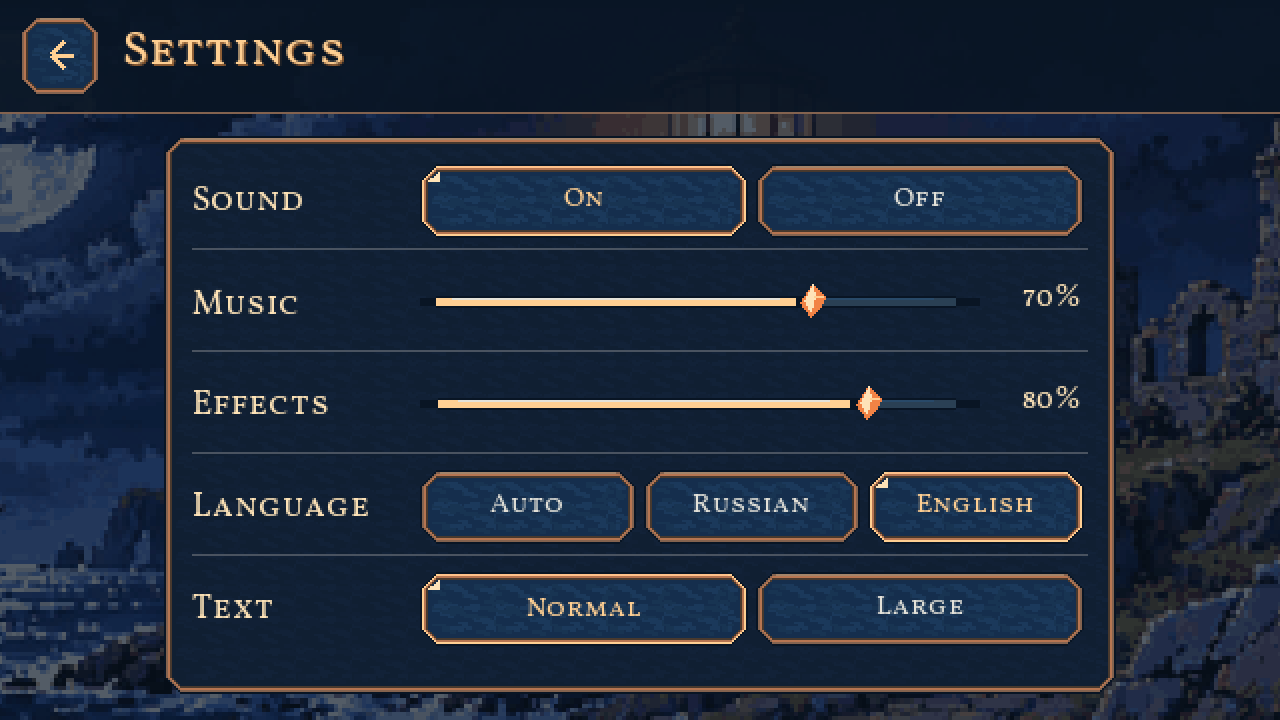 Settings
Sound On Off
Music 70%
Effects 80%
Language Auto Russian English
Text Normal Large